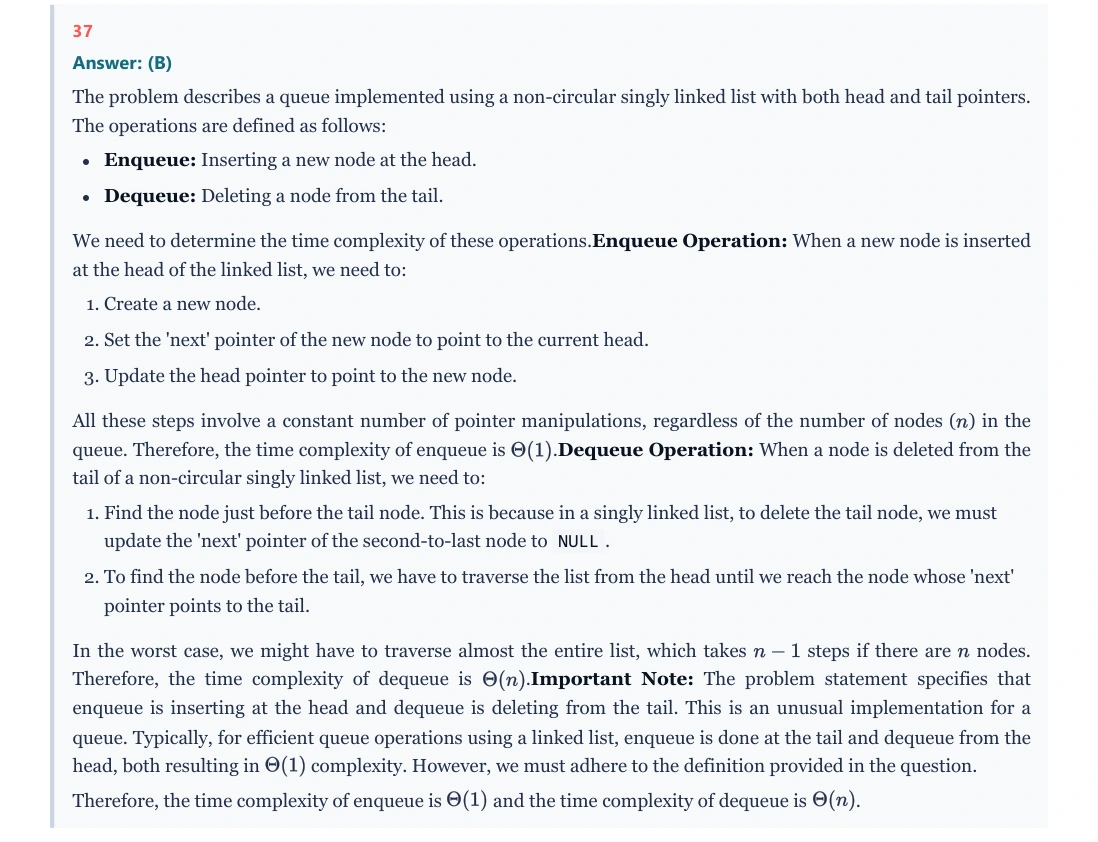 37
Answer: (B)
The problem describes a queue implemented using a non-circular singly linked list with both head and tail pointers.
The operations are defined as follows:
• Enqueue: Inserting a new node at the head.
• Dequeue: Deleting a node from the tail.
We need to determine the time complexity of these operations.Enqueue Operation: When a new node is inserted
at the head of the linked list, we need to:
1. Create a new node.
2. Set the 'next' pointer of the new node to point to the current head.
3. Update the head pointer to point to the new node.
All these steps involve a constant number of pointer manipulations, regardless of the number of nodes (n) in the
queue. Therefore, the time complexity of enqueue is Θ(1).Dequeue Operation: When a node is deleted from the
tail of a non-circular singly linked list, we need to:
1. Find the node just before the tail node. This is because in a singly linked list, to delete the tail node, we must
update the 'next' pointer of the second-to-last node to NULL .
2. To find the node before the tail, we have to traverse the list from the head until we reach the node whose 'next'
pointer points to the tail.
In the worst case, we might have to traverse almost the entire list, which takes n − 1 steps if there are n nodes.
Therefore, the time complexity of dequeue is Θ(n).Important Note: The problem statement specifies that
enqueue is inserting at the head and dequeue is deleting from the tail. This is an unusual implementation for a
queue. Typically, for efficient queue operations using a linked list, enqueue is done at the tail and dequeue from the
head, both resulting in Θ(1) complexity. However, we must adhere to the definition provided in the question.
Therefore, the time complexity of enqueue is Θ(1) and the time complexity of dequeue is Θ(n).